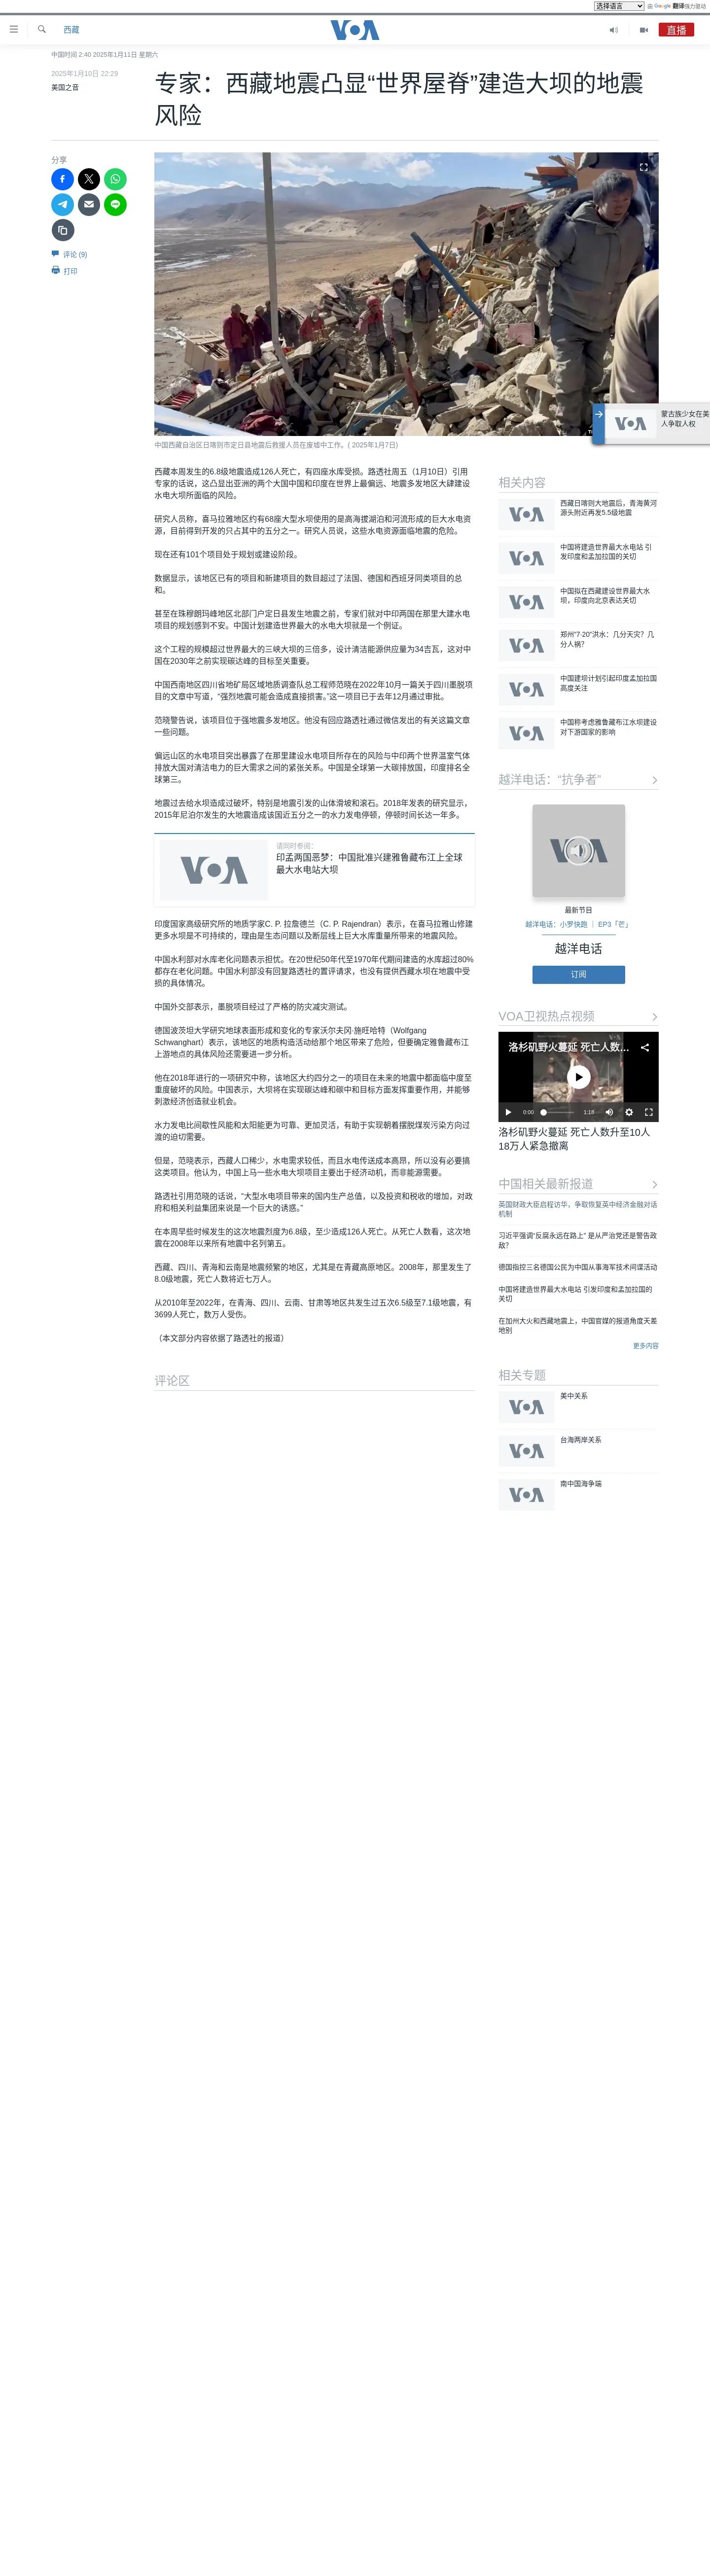 选择语言
由 Google 翻译强力驱动
西藏
VOA
直播
中国时间 2:40 2025年1月11日 星期六
2025年1月10日 22:29
美国之音
专家：西藏地震凸显“世界屋脊”建造大坝的地震
风险
分享
评论 (9)
打印
中国西藏自治区日喀则市定日县地震后救援人员在废墟中工作。( 2025年1月7日)
蒙古族少女在美
人争取人权
西藏本周发生的6.8级地震造成126人死亡，有四座水库受损。路透社周五（1月10日）引用
专家的话说，这凸显出亚洲的两个大国中国和印度在世界上最偏远、地震多发地区大肆建设
水电大坝所面临的风险。
研究人员称，喜马拉雅地区约有68座大型水坝使用的是高海拔湖泊和河流形成的巨大水电资
源，目前得到开发的只占其中的五分之一。研究人员说，这些水电资源面临地震的危险。
现在还有101个项目处于规划或建设阶段。
数据显示，该地区已有的项目和新建项目的数目超过了法国、德国和西班牙同类项目的总
和。
甚至在珠穆朗玛峰地区北部门户定日县发生地震之前，专家们就对中印两国在那里大建水电
项目的规划感到不安。中国计划建造世界最大的水电大坝就是一个例证。
这个工程的规模超过世界最大的三峡大坝的三倍多，设计清洁能源供应量为34吉瓦，这对中
国在2030年之前实现碳达峰的目标至关重要。
中国西南地区四川省地矿局区域地质调查队总工程师范晓在2022年10月一篇关于四川墨脱项
目的文章中写道，“强烈地震可能会造成直接损害。”这一项目已于去年12月通过审批。
范晓警告说，该项目位于强地震多发地区。他没有回应路透社通过微信发出的有关这篇文章
一些问题。
偏远山区的水电项目突出暴露了在那里建设水电项目所存在的风险与中印两个世界温室气体
排放大国对清洁电力的巨大需求之间的紧张关系。中国是全球第一大碳排放国，印度排名全
球第三。
地震过去给水坝造成过破坏，特别是地震引发的山体滑坡和滚石。2018年发表的研究显示，
2015年尼泊尔发生的大地震造成该国近五分之一的水力发电停顿，停顿时间长达一年多。
VOA
请同时参阅：
印孟两国恶梦：中国批准兴建雅鲁藏布江上全球
最大水电站大坝
印度国家高级研究所的地质学家C. P. 拉詹德兰（C. P. Rajendran）表示，在喜马拉雅山修建
更多水坝是不可持续的，理由是生态问题以及断层线上巨大水库重量所带来的地震风险。
中国水利部对水库老化问题表示担忧。在20世纪50年代至1970年代期间建造的水库超过80%
都存在老化问题。中国水利部没有回复路透社的置评请求，也没有提供西藏水坝在地震中受
损的具体情况。
中国外交部表示，墨脱项目经过了严格的防灾减灾测试。
德国波茨坦大学研究地球表面形成和变化的专家沃尔夫冈·施旺哈特（Wolfgang
Schwanghart）表示，该地区的地质构造活动给那个地区带来了危险，但要确定雅鲁藏布江
上游地点的具体风险还需要进一步分析。
他在2018年进行的一项研究中称，该地区大约四分之一的项目在未来的地震中都面临中度至
重度破坏的风险。中国表示，大坝将在实现碳达峰和碳中和目标方面发挥重要作用，并能够
刺激经济创造就业机会。
水力发电比间歇性风能和太阳能更为可靠、更加灵活，有助于实现朝着摆脱煤炭污染方向过
渡的迫切需要。
但是，范晓表示，西藏人口稀少，水电需求较低，而且水电传送成本高昂，所以没有必要搞
这类项目。他认为，中国上马一些水电大坝项目主要出于经济动机，而非能源需要。
路透社引用范晓的话说，“大型水电项目带来的国内生产总值，以及投资和税收的增加，对政
府和相关利益集团来说是一个巨大的诱惑。”
在本周早些时候发生的这次地震烈度为6.8级，至少造成126人死亡。从死亡人数看，这次地
震在2008年以来所有地震中名列第五。
西藏、四川、青海和云南是地震频繁的地区，尤其是在青藏高原地区。2008年，那里发生了
8.0级地震，死亡人数将近七万人。
从2010年至2022年，在青海、四川、云南、甘肃等地区共发生过五次6.5级至7.1级地震，有
3699人死亡，数万人受伤。
（本文部分内容依据了路透社的报道）
评论区
相关内容
西藏日喀则大地震后，青海黄河
源头附近再发5.5级地震
中国将建造世界最大水电站 引
发印度和孟加拉国的关切
中国拟在西藏建设世界最大水
坝，印度向北京表达关切
郑州“7·20”洪水：几分天灾？几
分人祸？
中国建坝计划引起印度孟加拉国
高度关注
中国称考虑雅鲁藏布江水坝建设
对下游国家的影响
越洋电话：“抗争者”
最新节目
越洋电话：小罗快跑 ｜ EP3「芒」
越洋电话
订阅
VOA卫视热点视频
洛杉矶野火蔓延 死亡人数...
0:00
1:18
洛杉矶野火蔓延 死亡人数升至10人
18万人紧急撤离
中国相关最新报道
英国财政大臣启程访华，争取恢复英中经济金融对话
机制
习近平强调“反腐永远在路上” 是从严治党还是警告政
敌？
德国指控三名德国公民为中国从事海军技术间谍活动
中国将建造世界最大水电站 引发印度和孟加拉国的
关切
在加州大火和西藏地震上，中国官媒的报道角度天差
地别
更多内容
相关专题
美中关系
台海两岸关系
南中国海争端